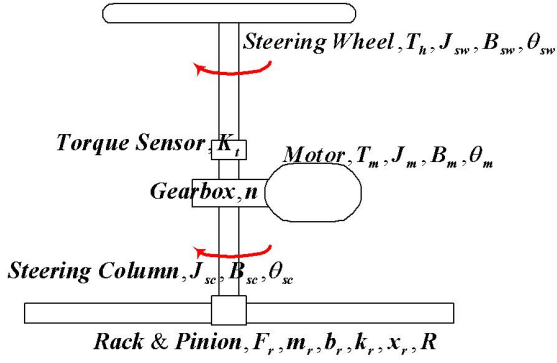 Steering Wheel, T_h, J_sw, B_sw, θ_sw
Torque Sensor, K_t
Motor, T_m, J_m, B_m, θ_m
Gearbox, n
Steering Column, J_sc, B_sc, θ_sc
Rack & Pinion, F_r, m_r, b_r, k_r, x_r, R